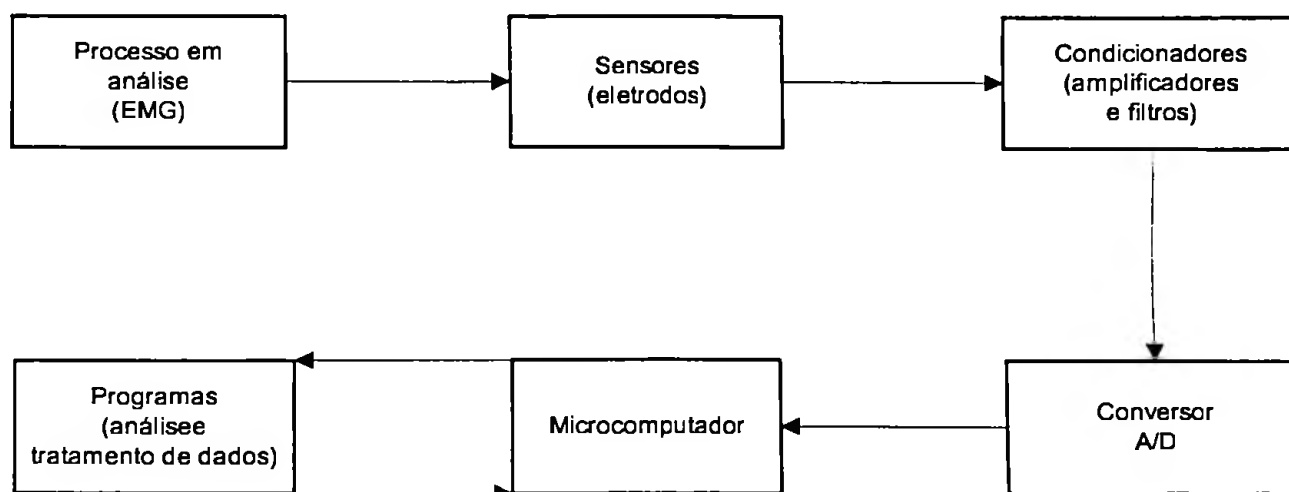 Processo em
análise
(EMG)
Sensores
(eletrodos)
Condicionadores
(amplificadores
e filtros)
Programas
(análisee
tratamento de dados)
Microcomputador
Conversor
A/D